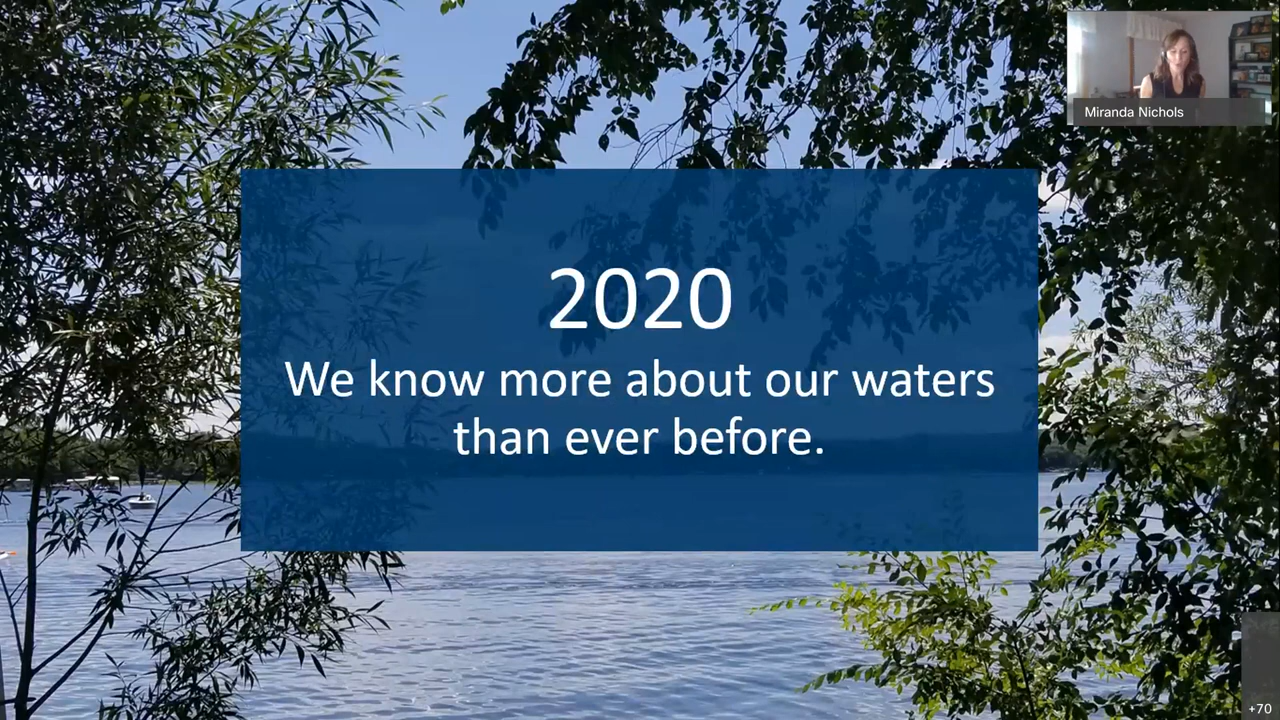 Miranda Nichols
2020
We know more about our waters
than ever before.
+70